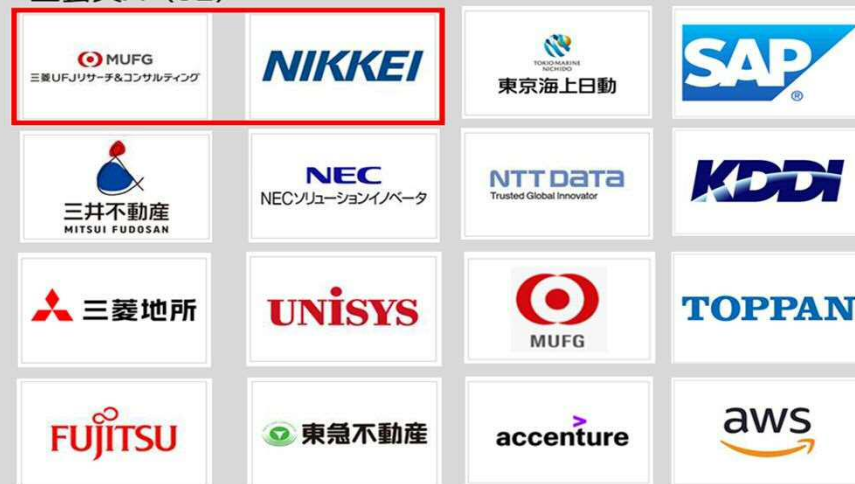 MUFG
三菱UFJリサーチ&コンサルティング
NIKKEI
TOKIO MARINE
NICHIDO
東京海上日動
SAP
®
三井不動産
MITSUI FUDOSAN
NEC
NECソリューションイノベータ
NTT DATA
Trusted Global Innovator
KDDI
三菱地所
UNISYS
MUFG
TOPPAN
FUJITSU
東急不動産
accenture
aws